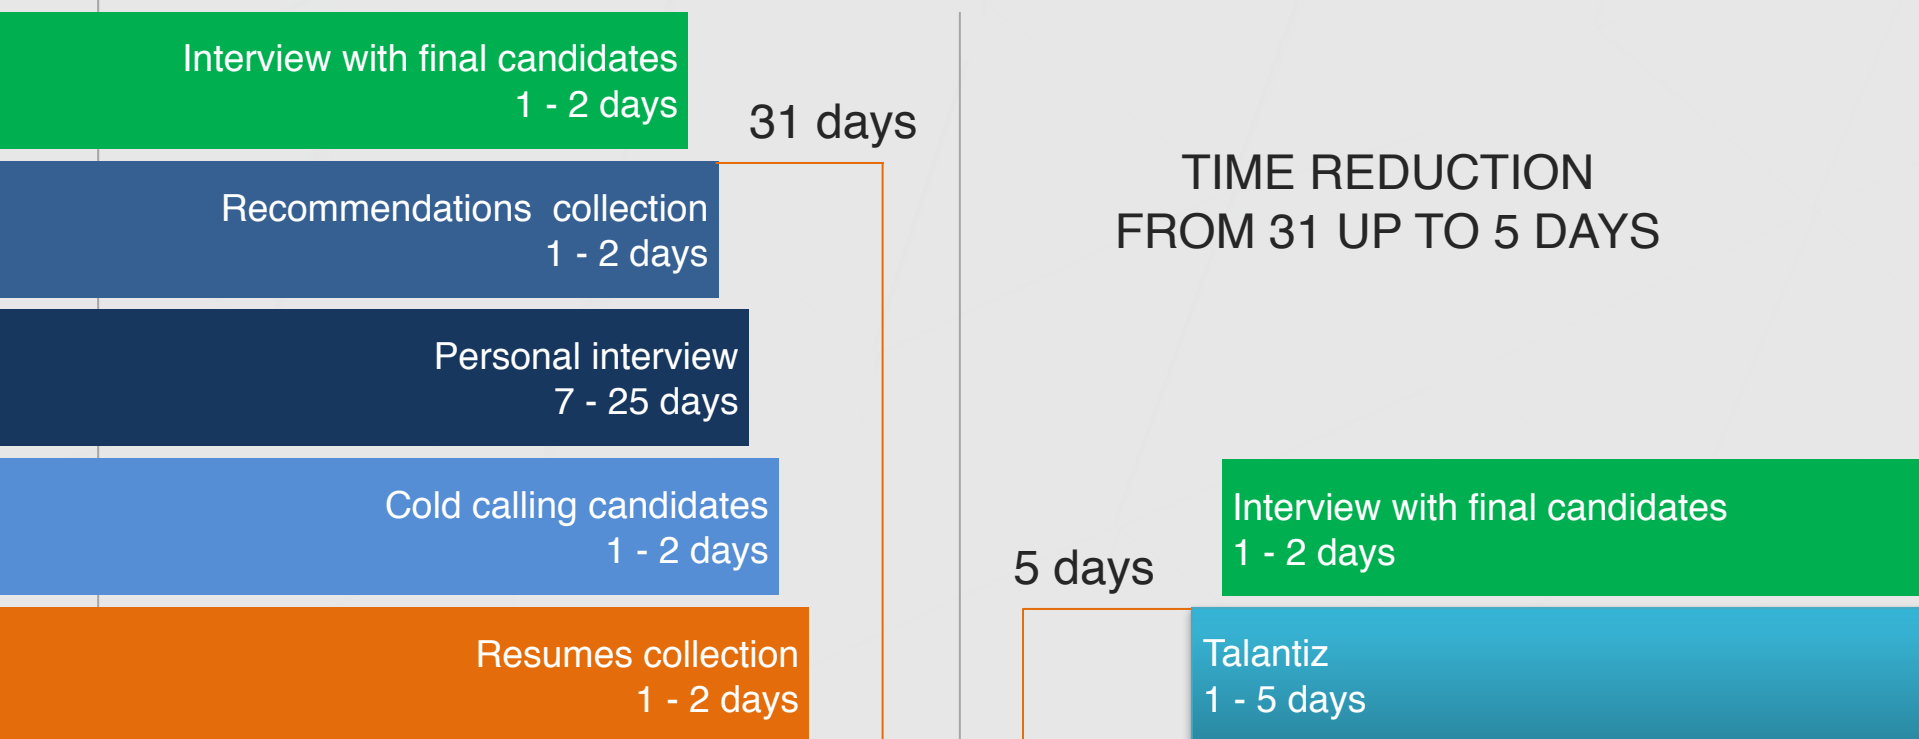 Interview with final candidates
1 - 2 days
31 days
Recommendations  collection
1 - 2 days
Personal interview
7 - 25 days
Cold calling candidates
1 - 2 days
Resumes collection
1 - 2 days
TIME REDUCTION
FROM 31 UP TO 5 DAYS
Interview with final candidates
1 - 2 days
5 days
Talantiz
1 - 5 days